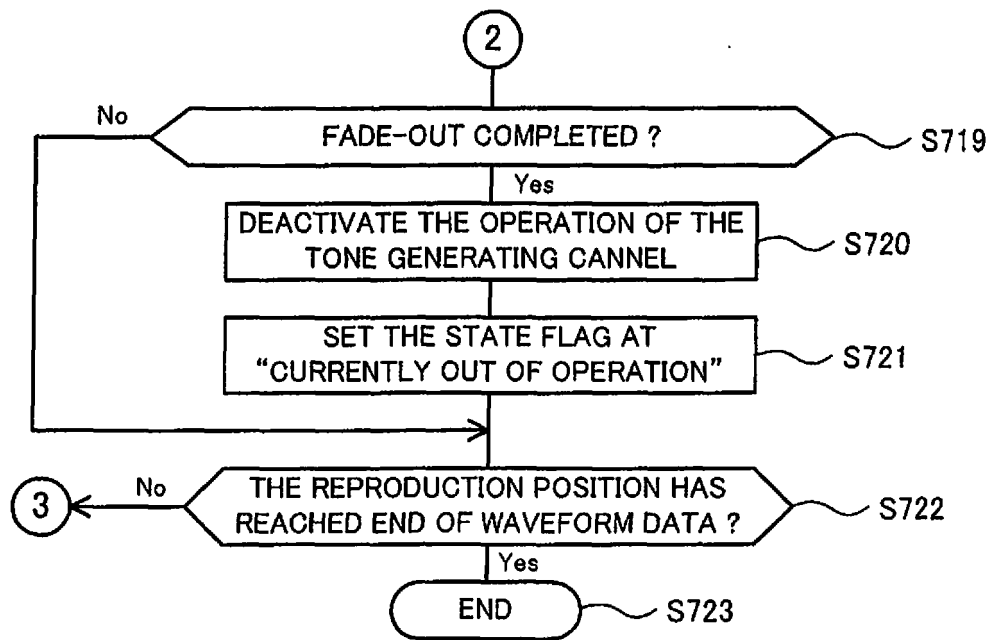 2
No
FADE-OUT COMPLETED ?
S719
Yes
DEACTIVATE THE OPERATION OF THE
TONE GENERATING CANNEL
S720
SET THE STATE FLAG AT
“CURRENTLY OUT OF OPERATION”
S721
3
No
THE REPRODUCTION POSITION HAS
REACHED END OF WAVEFORM DATA ?
S722
Yes
END
S723